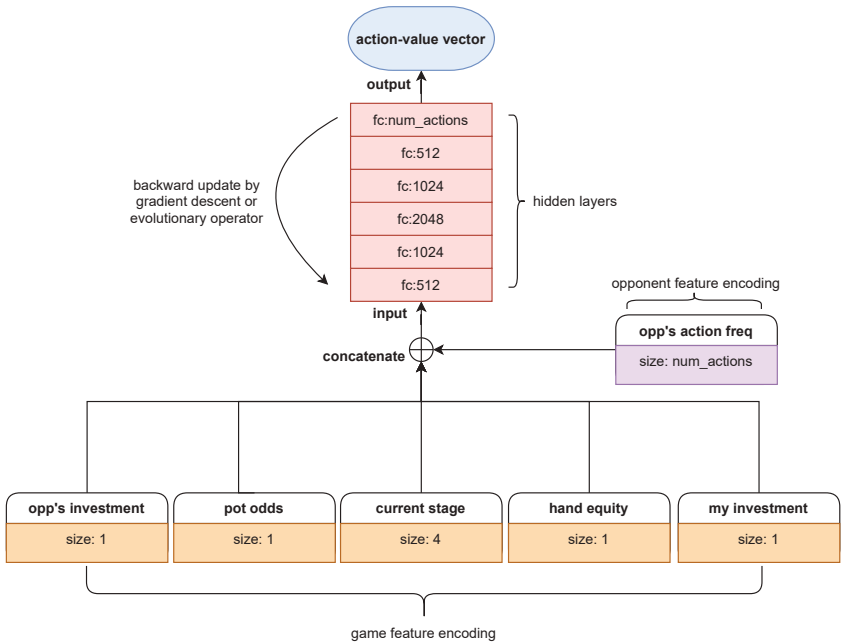 action-value vector
output
fc:num_actions
fc:512
fc:1024
fc:2048
fc:1024
fc:512
backward update by
gradient descent or
evolutionary operator
hidden layers
input
opponent feature encoding
opp's action freq
size: num_actions
concatenate
opp's investment
size: 1
pot odds
size: 1
current stage
size: 4
hand equity
size: 1
my investment
size: 1
game feature encoding